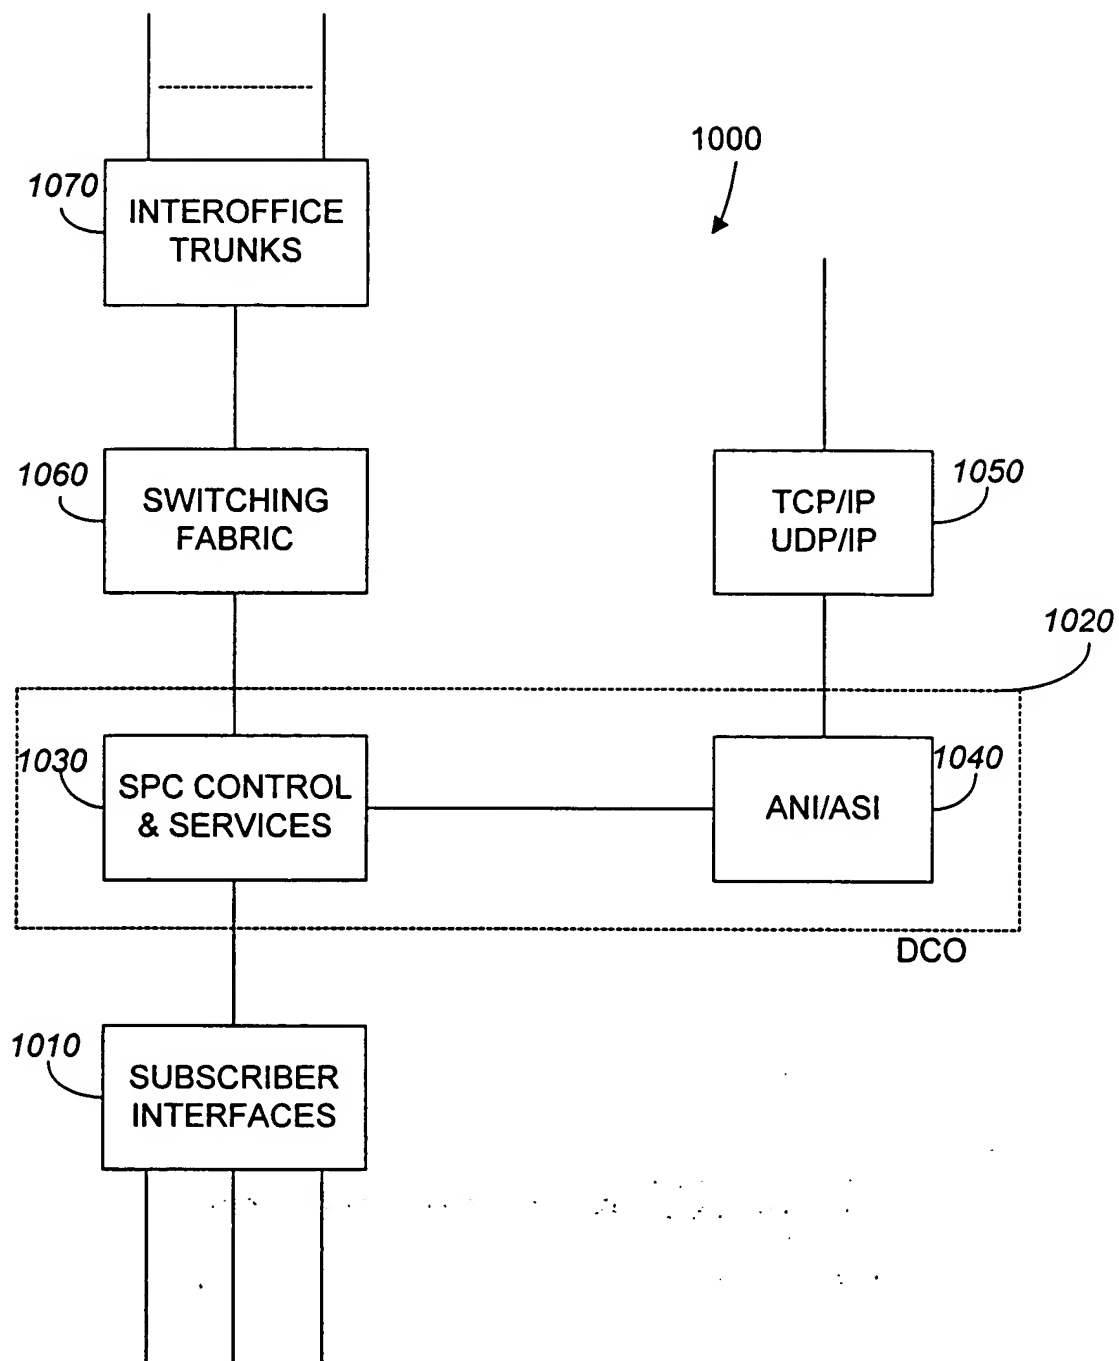 1000
1070
INTEROFFICE
TRUNKS
1060
SWITCHING
FABRIC
1050
TCP/IP
UDP/IP
1020
1030
SPC CONTROL
& SERVICES
1040
ANI/ASI
DCO
1010
SUBSCRIBER
INTERFACES